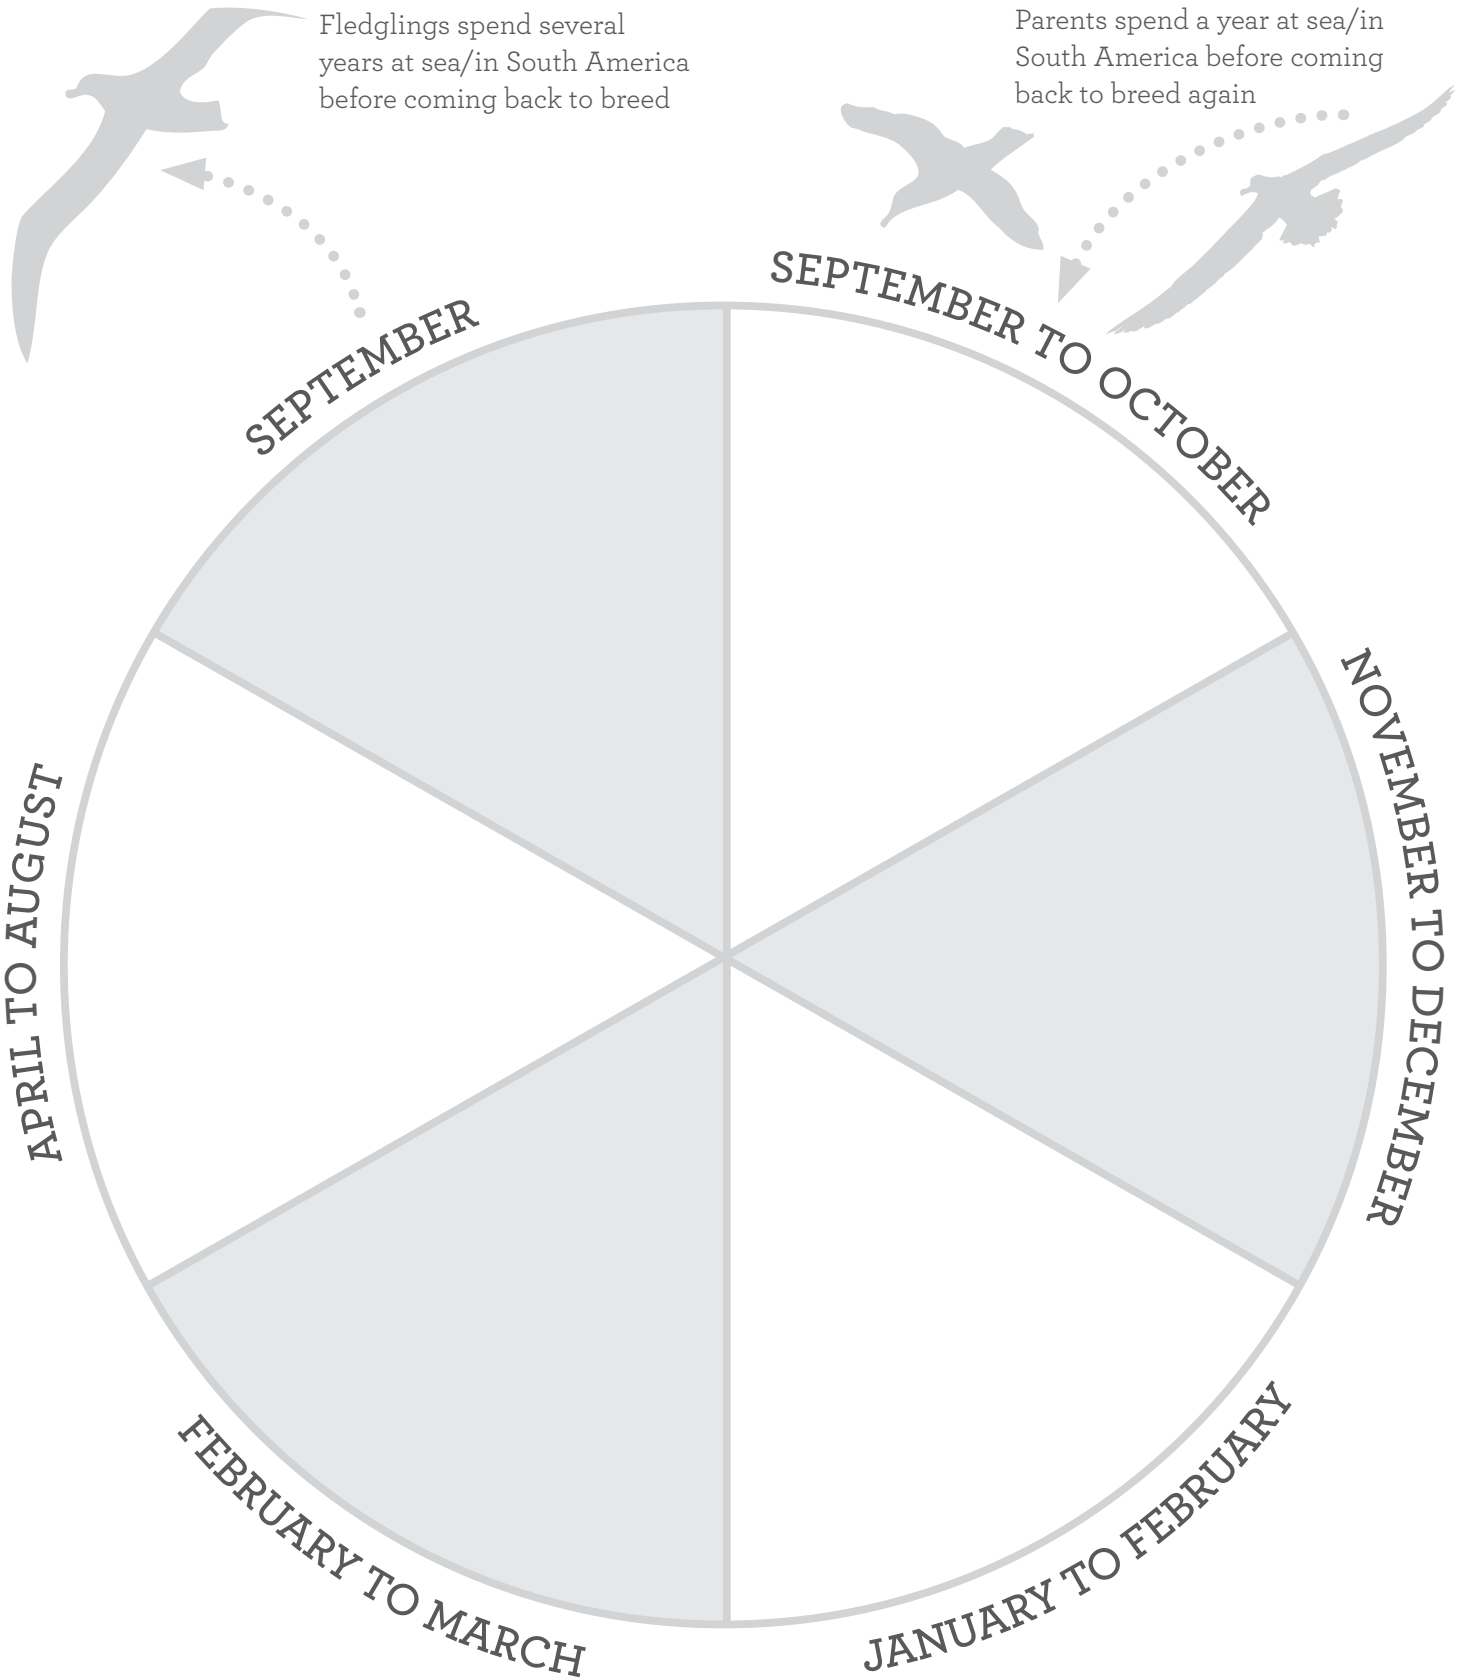 Fledglings spend several
years at sea/in South America
before coming back to breed
Parents spend a year at sea/in
South America before coming
back to breed again
SEPTEMBER TO OCTOBER
NOVEMBER TO DECEMBER
JANUARY TO FEBRUARY
FEBRUARY TO MARCH
APRIL TO AUGUST
SEPTEMBER